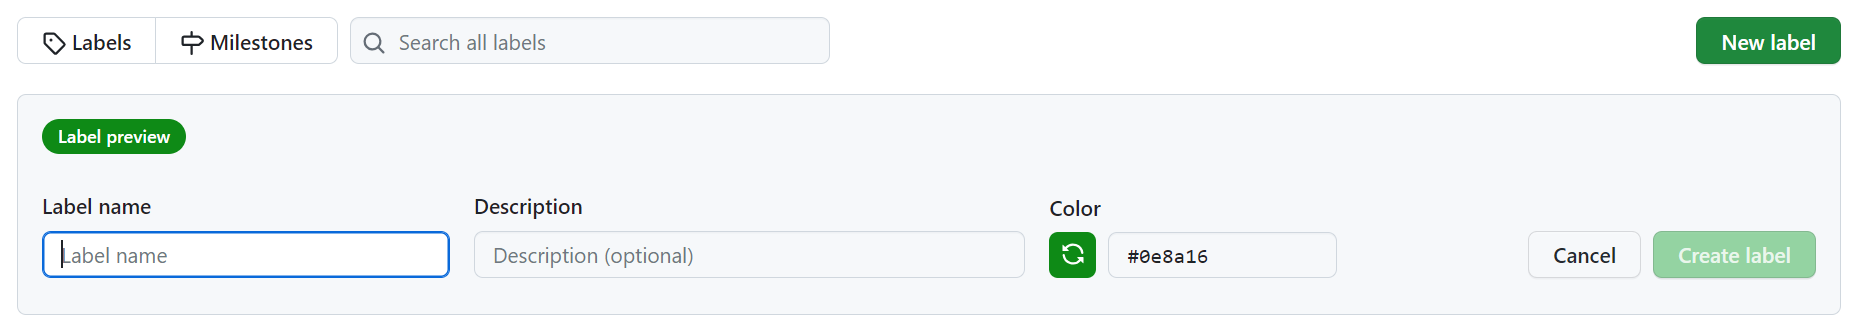 Labels Milestones Search all labels New label
Label preview
Label name Description Color
Label name Description (optional) #0e8a16 Cancel Create label